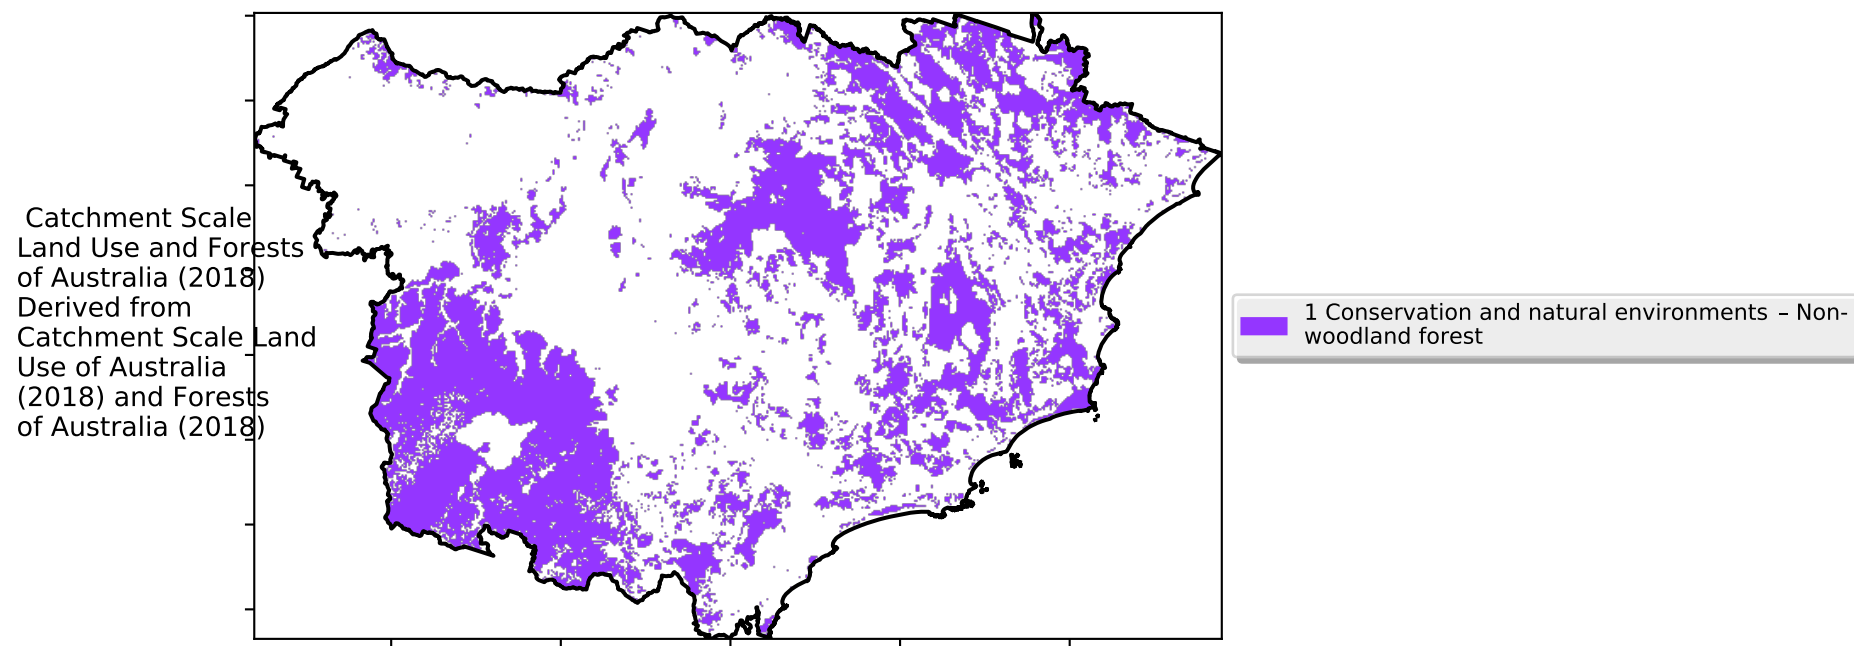 Catchment Scale
Land Use and Forests
of Australia (2018)
Derived from
Catchment Scale Land
Use of Australia
(2018) and Forests
of Australia (2018)
1 Conservation and natural environments – Non-
woodland forest